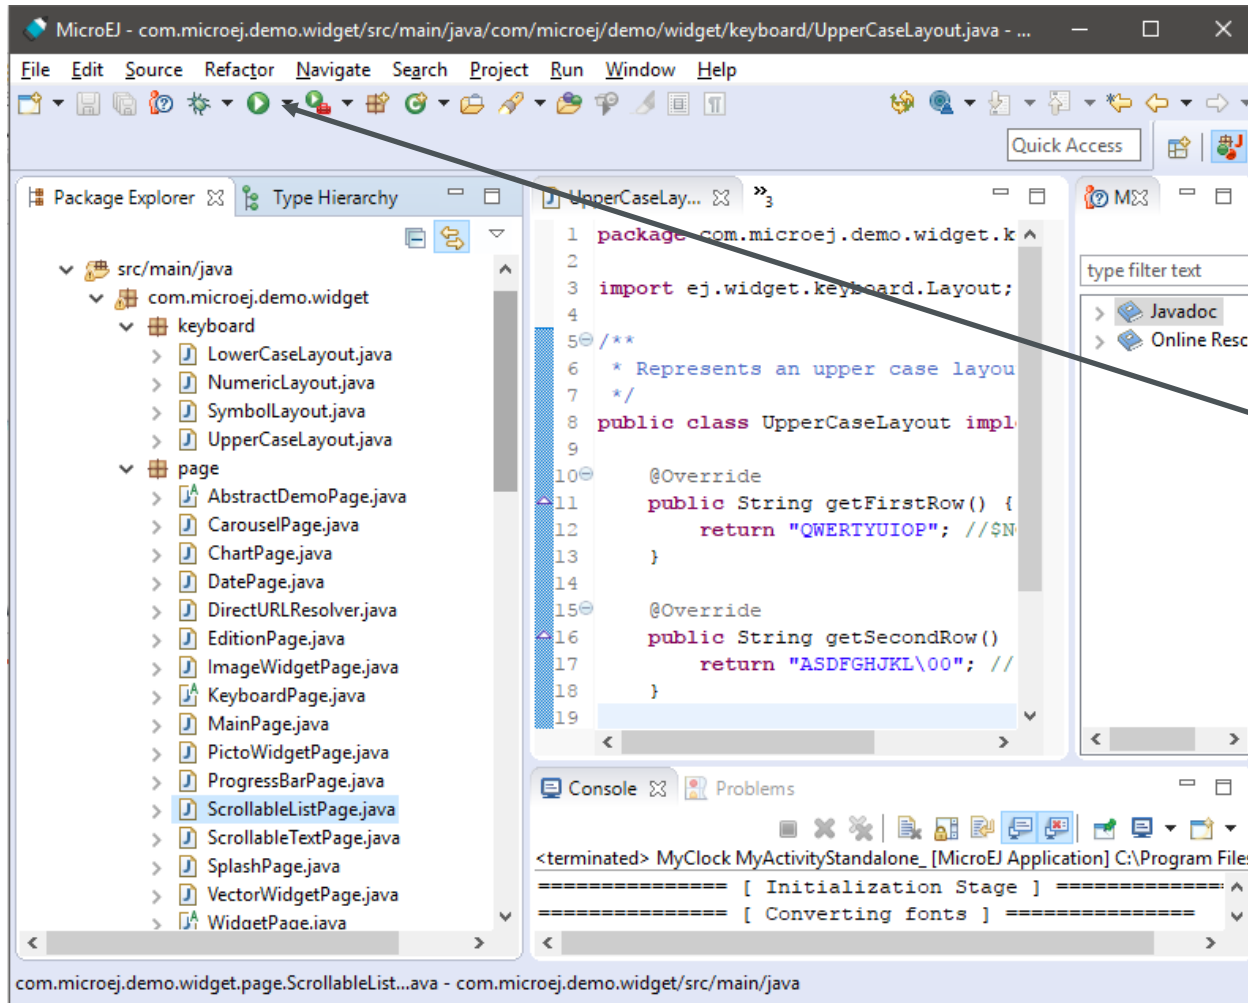 MicroEJ - com.microej.demo.widget/src/main/java/com/microej/demo/widget/keyboard/UpperCaseLayout.java - ...
File Edit Source Refactor Navigate Search Project Run Window Help
Quick Access
Package Explorer
Type Hierarchy
src/main/java
com.microej.demo.widget
keyboard
LowerCaseLayout.java
NumericLayout.java
SymbolLayout.java
UpperCaseLayout.java
page
AbstractDemoPage.java
CarouselPage.java
ChartPage.java
DatePage.java
DirectURLResolver.java
EditionPage.java
ImageWidgetPage.java
KeyboardPage.java
MainPage.java
PictoWidgetPage.java
ProgressBarPage.java
ScrollableListPage.java
ScrollableTextPage.java
SplashPage.java
VectorWidgetPage.java
WidgetPage.java
UpperCaseLay... »3
1 package com.microej.demo.widget.k
2
3 import ej.widget.keyboard.Layout;
4
5 /**
6 * Represents an upper case layou
7 */
8 public class UpperCaseLayout impl
9
10 @Override
11 public String getFirstRow() {
12 return "QWERTYUIOP"; //$N
13 }
14
15 @Override
16 public String getSecondRow()
17 return "ASDFGHJKL\00"; //
18 }
19
M
type filter text
Javadoc
Online Resc
Console
Problems
<terminated> MyClock MyActivityStandalone_ [MicroEJ Application] C:\Program Files
=============== [ Initialization Stage ] =============
=============== [ Converting fonts ] ===============
com.microej.demo.widget.page.ScrollableList...ava - com.microej.demo.widget/src/main/java